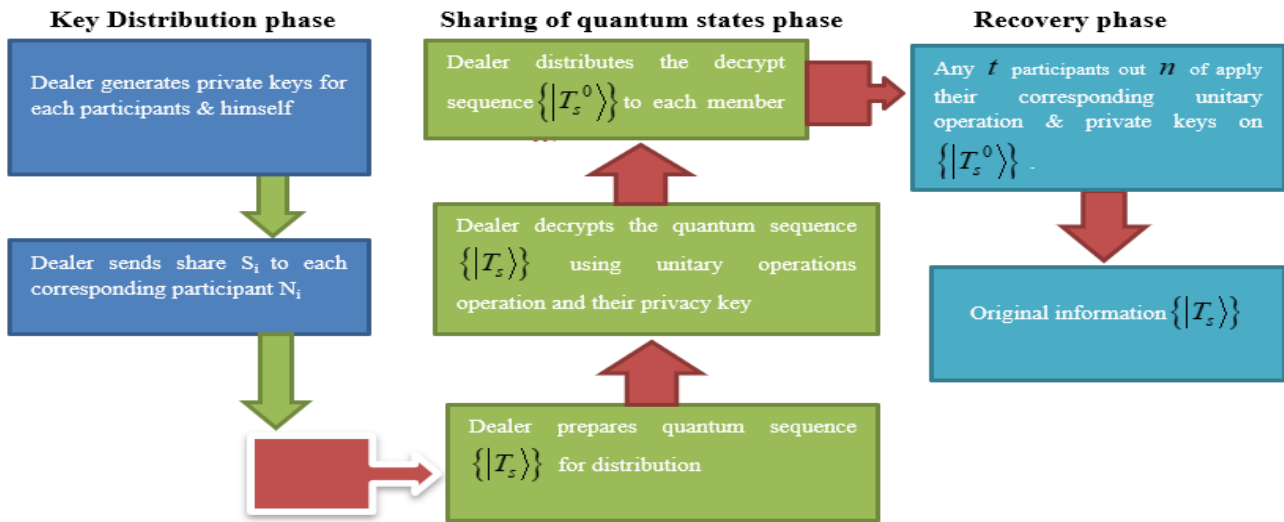 Key Distribution phase
Dealer generates private keys for
each participants & himself
Dealer sends share Sᵢ to each
corresponding participant Nᵢ
Sharing of quantum states phase
Dealer distributes the decrypt
sequence {|Tₛ⁰⟩} to each member
Dealer decrypts the quantum sequence
{|Tₛ⟩} using unitary operations
operation and their privacy key
Dealer prepares quantum sequence
{|Tₛ⟩} for distribution
Recovery phase
Any t participants out n of apply
their corresponding unitary
operation & private keys on
{|Tₛ⁰⟩} .
Original information {|Tₛ⟩}